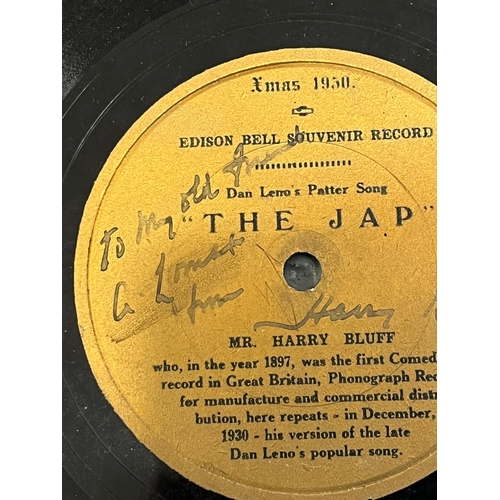 Xmas 1930.
EDISON BELL SOUVENIR RECORD
Dan Leno's Patter Song
"THE JAP"
To My old Friend
from
Harry
MR. HARRY BLUFF
who, in the year 1897, was the first Comed
record in Great Britain, Phonograph Rec
for manufacture and commercial distr
bution, here repeats - in December,
1930 - his version of the late
Dan Leno's popular song.